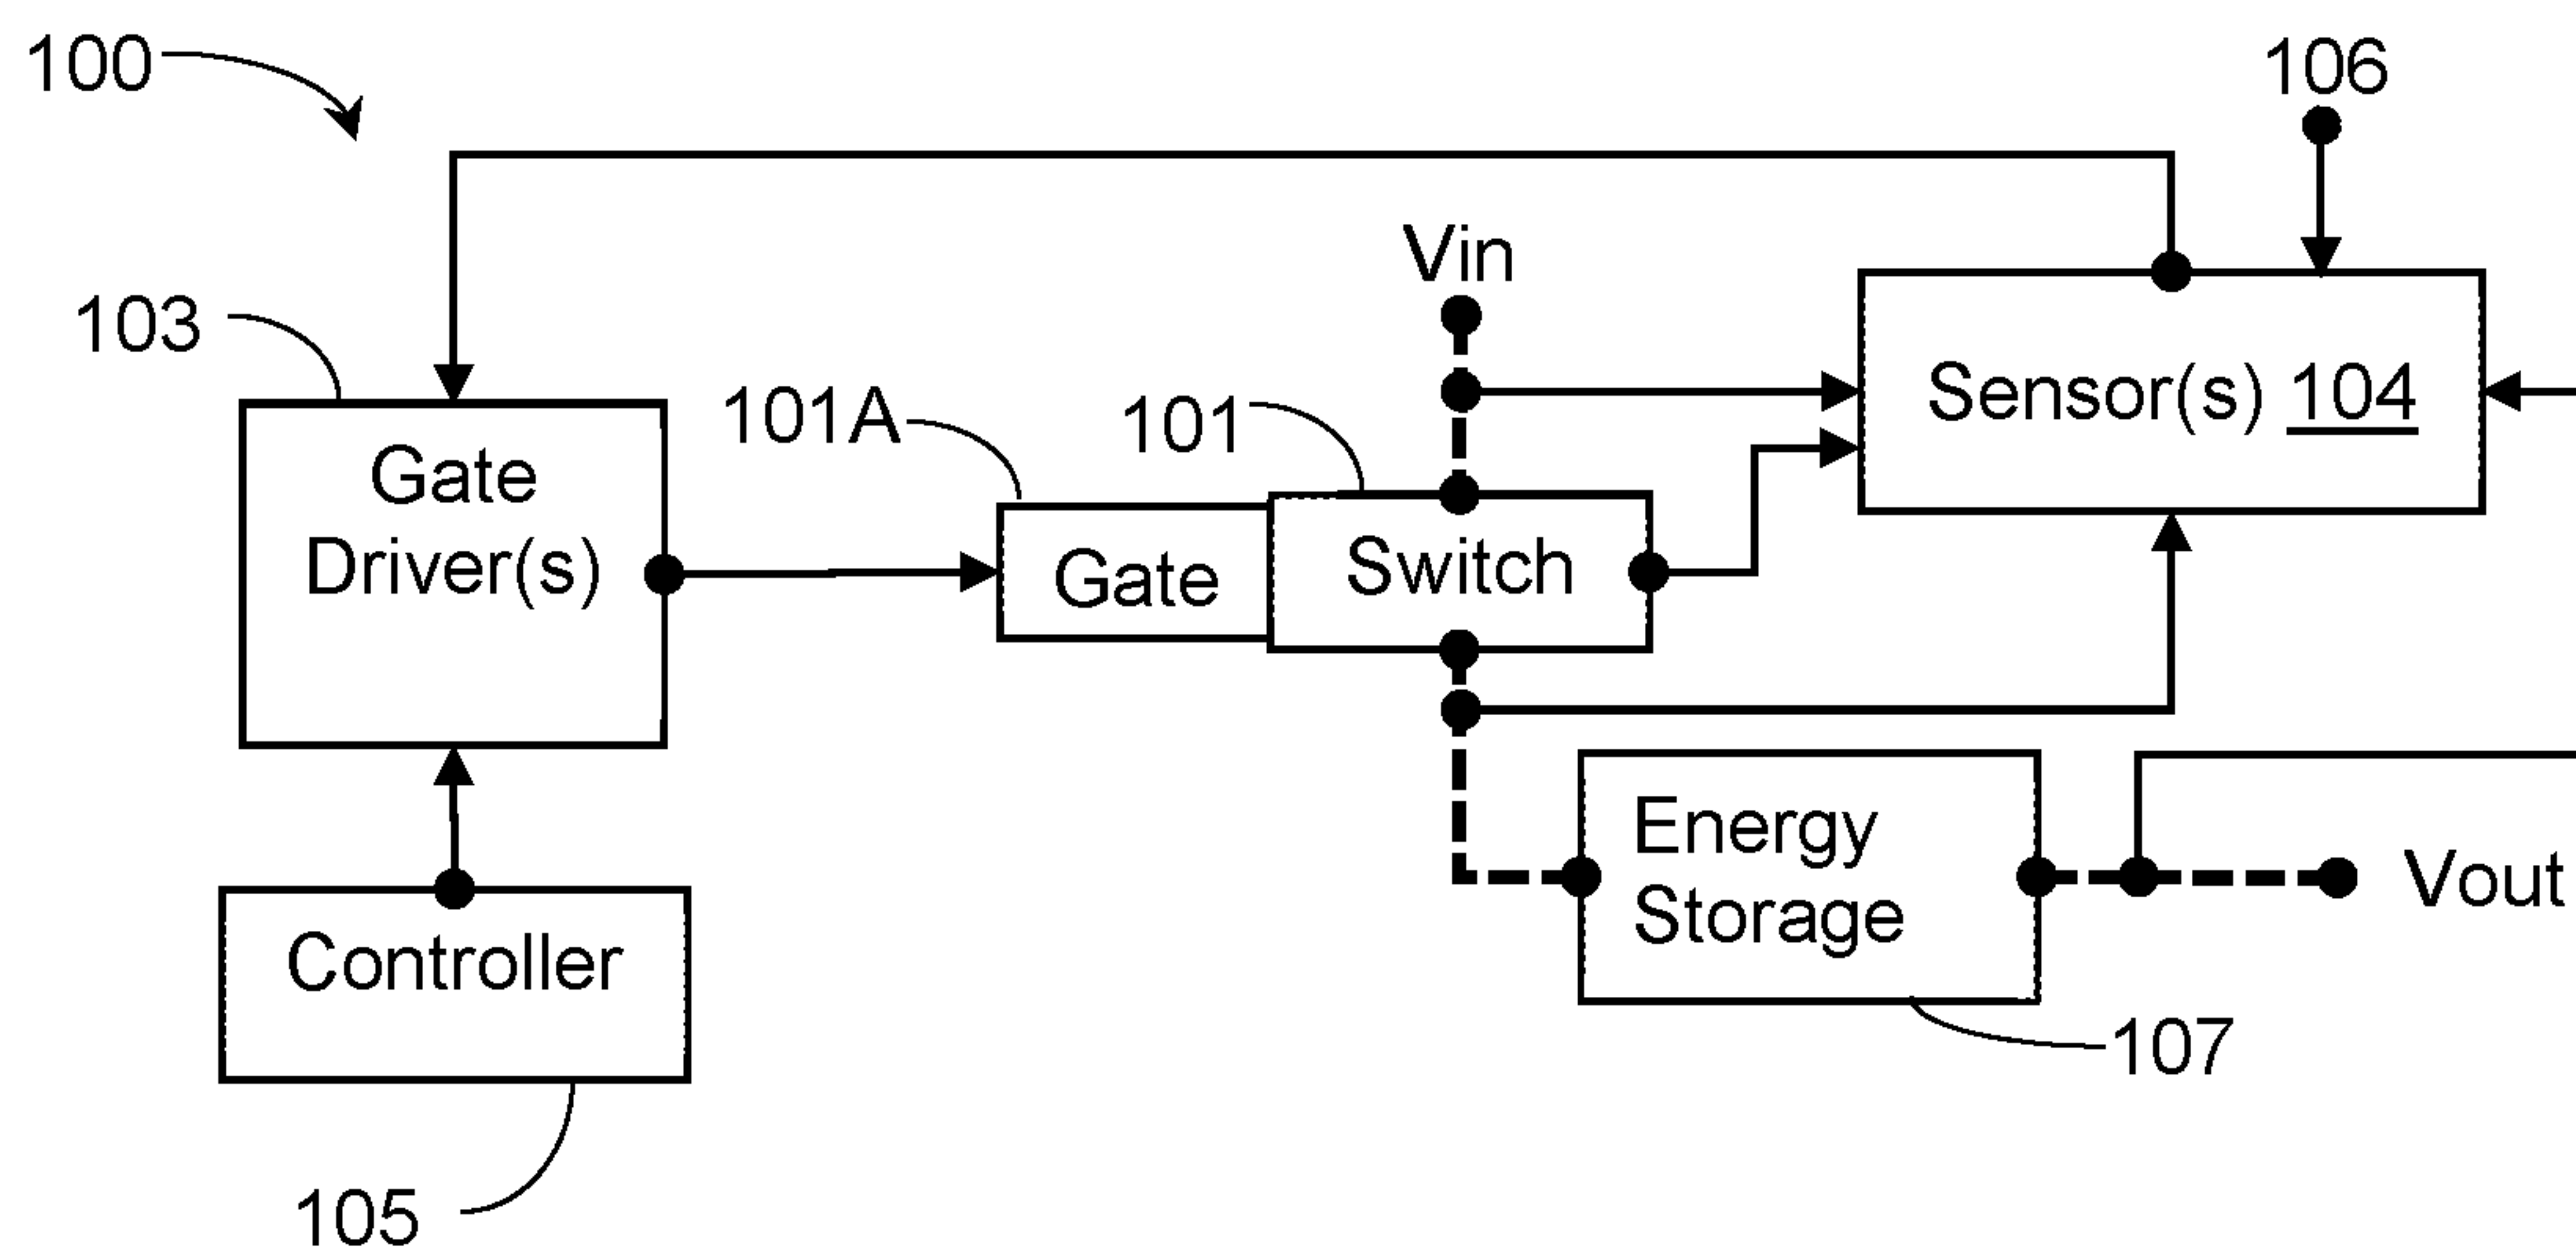 100
106
Vin
103
101A
101
Sensor(s) 104
Gate
Driver(s)
Gate
Switch
Energy
Storage
Vout
Controller
107
105